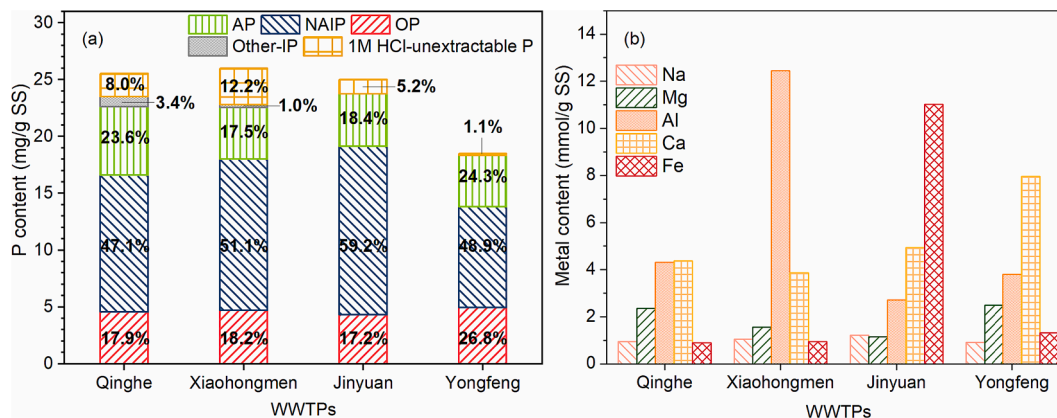 (a)
AP NAIP OP
Other-IP 1M HCl-unextractable P
30
25
20
15
10
5
0
P content (mg/g SS)
8.0%
3.4%
23.6%
47.1%
17.9%
12.2%
1.0%
17.5%
51.1%
18.2%
5.2%
18.4%
59.2%
17.2%
1.1%
24.3%
48.9%
26.8%
Qinghe Xiaohongmen Jinyuan Yongfeng
WWTPs
(b)
Na
Mg
Al
Ca
Fe
14
12
10
8
6
4
2
0
Metal content (mmol/g SS)
Qinghe Xiaohongmen Jinyuan Yongfeng
WWTPs